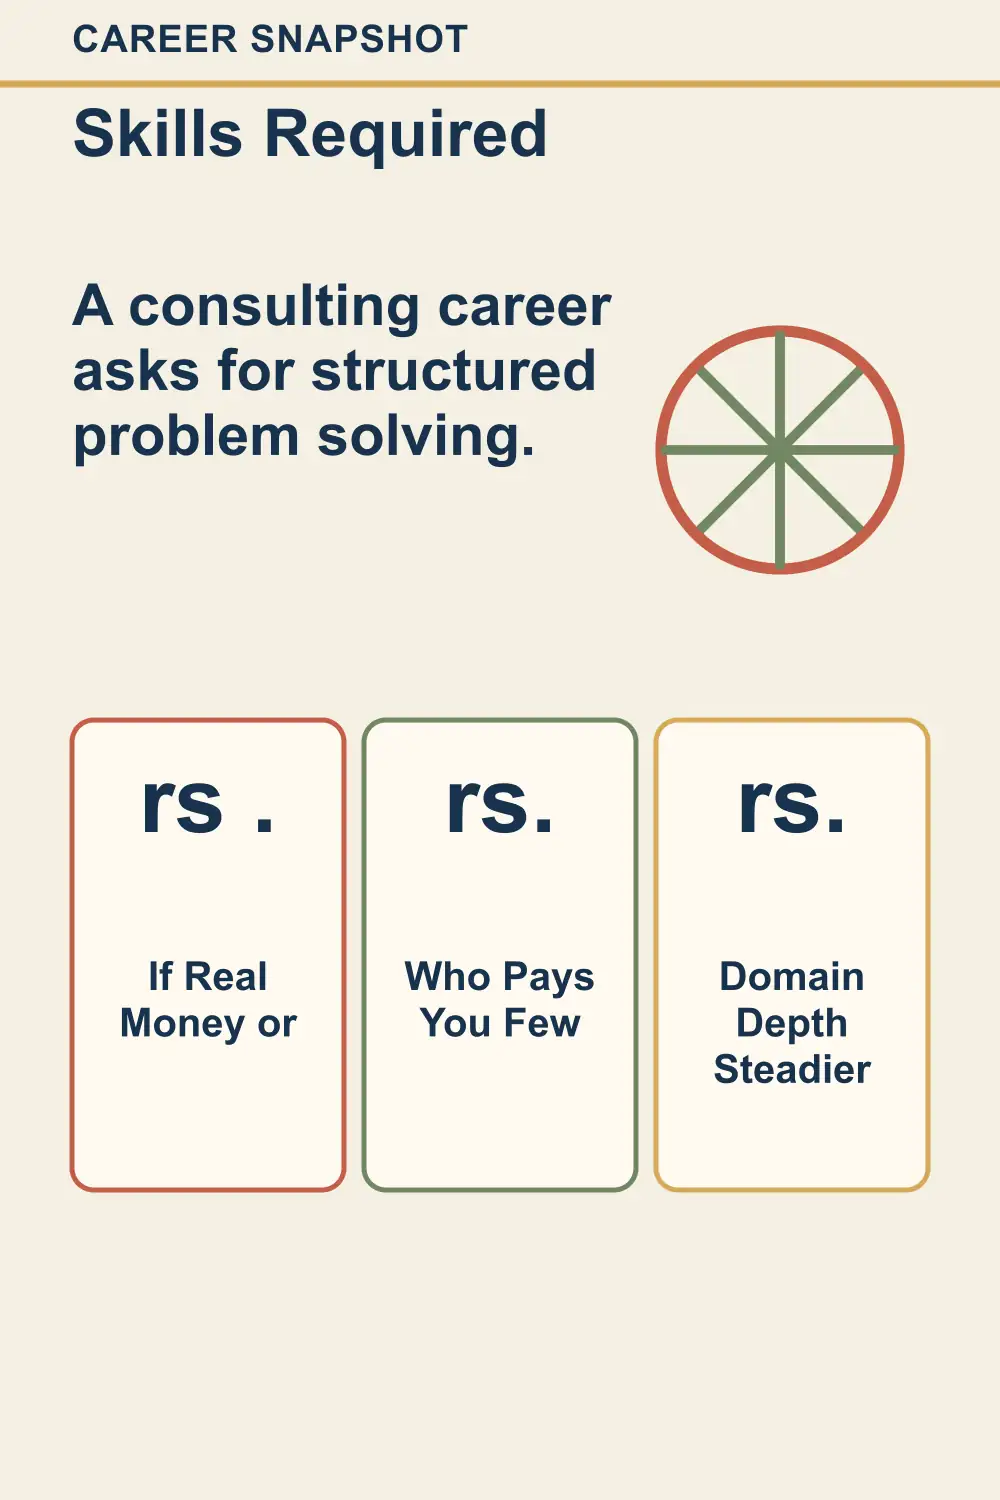 CAREER SNAPSHOT
Skills Required
A consulting career
asks for structured
problem solving.
rs .
If Real
Money or
rs.
Who Pays
You Few
rs.
Domain
Depth
Steadier